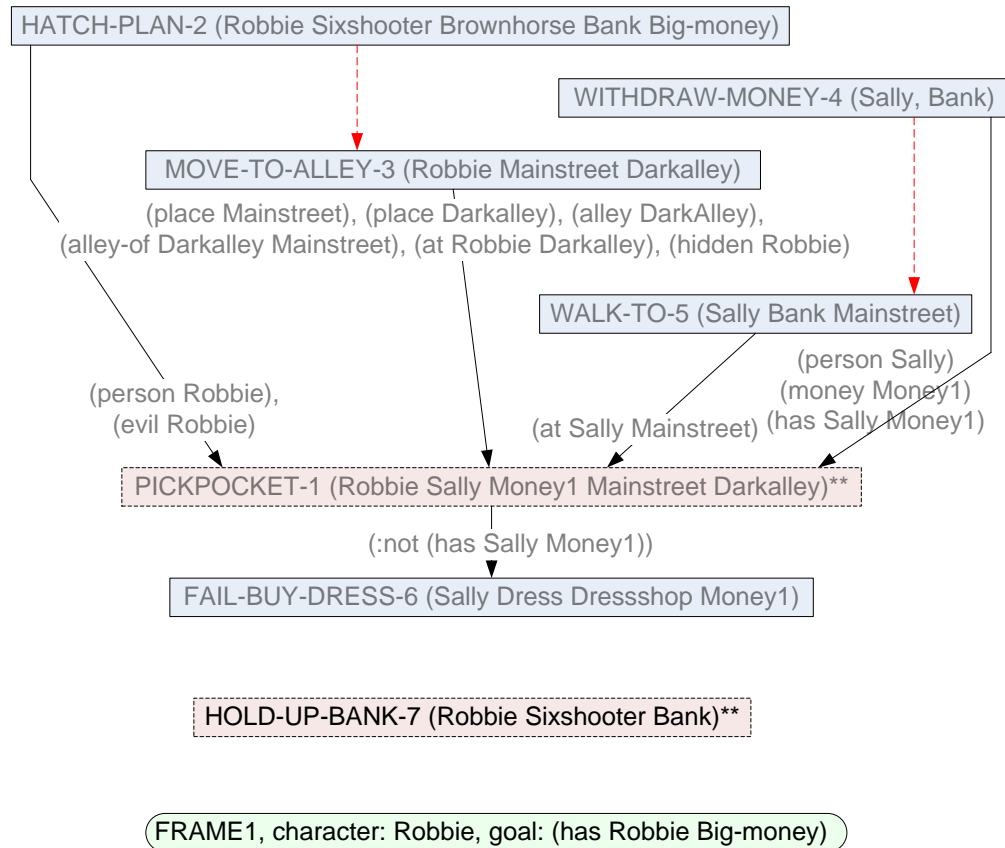 HATCH-PLAN-2 (Robbie Sixshooter Brownhorse Bank Big-money)
WITHDRAW-MONEY-4 (Sally, Bank)
MOVE-TO-ALLEY-3 (Robbie Mainstreet Darkalley)
(place Mainstreet), (place Darkalley), (alley DarkAlley),
(alley-of Darkalley Mainstreet), (at Robbie Darkalley), (hidden Robbie)
WALK-TO-5 (Sally Bank Mainstreet)
(person Sally)
(money Money1)
(has Sally Money1)
(person Robbie),
(evil Robbie)
(at Sally Mainstreet)
PICKPOCKET-1 (Robbie Sally Money1 Mainstreet Darkalley)**
(:not (has Sally Money1))
FAIL-BUY-DRESS-6 (Sally Dress Dressshop Money1)
HOLD-UP-BANK-7 (Robbie Sixshooter Bank)**
FRAME1, character: Robbie, goal: (has Robbie Big-money)